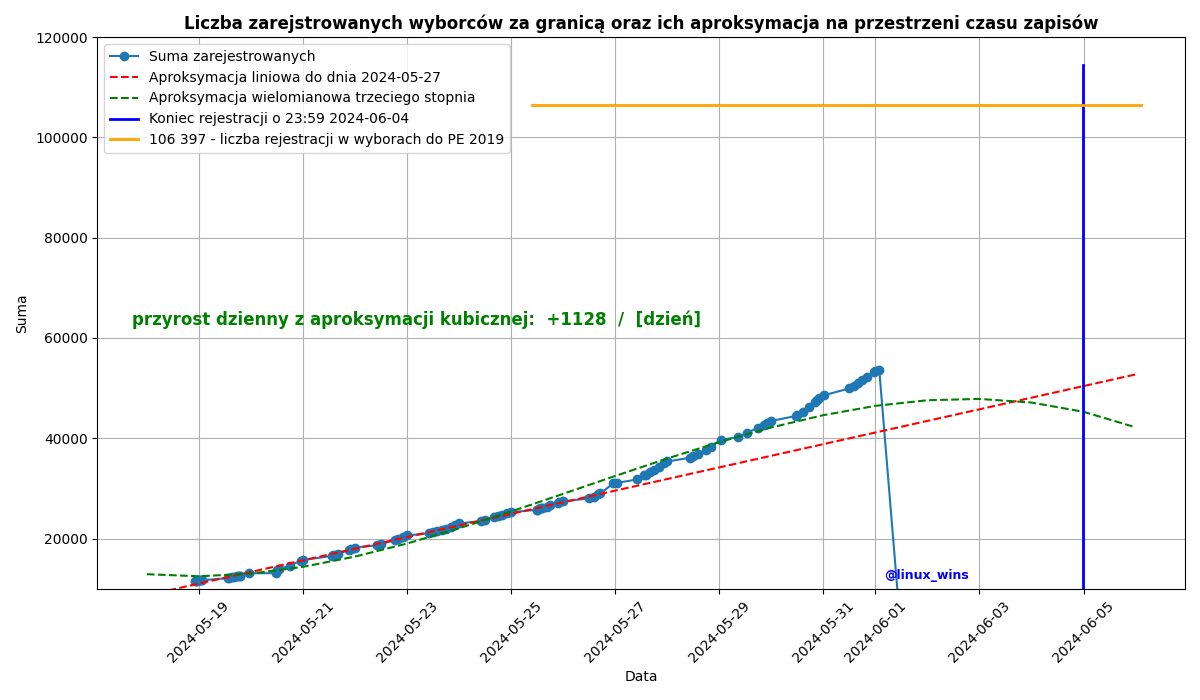 Liczba zarejstrowanych wyborców za granicą oraz ich aproksymacja na przestrzeni czasu zapisów
120000
100000
80000
60000
40000
20000
Suma
Suma zarejestrowanych
Aproksymacja liniowa do dnia 2024-05-27
Aproksymacja wielomianowa trzeciego stopnia
Koniec rejestracji o 23:59 2024-06-04
106 397 - liczba rejestracji w wyborach do PE 2019
przyrost dzienny z aproksymacji kubicznej: +1128 / [dzień]
@linux_wins
2024-05-19
2024-05-21
2024-05-23
2024-05-25
2024-05-27
2024-05-29
2024-05-31
2024-06-01
2024-06-03
2024-06-05
Data